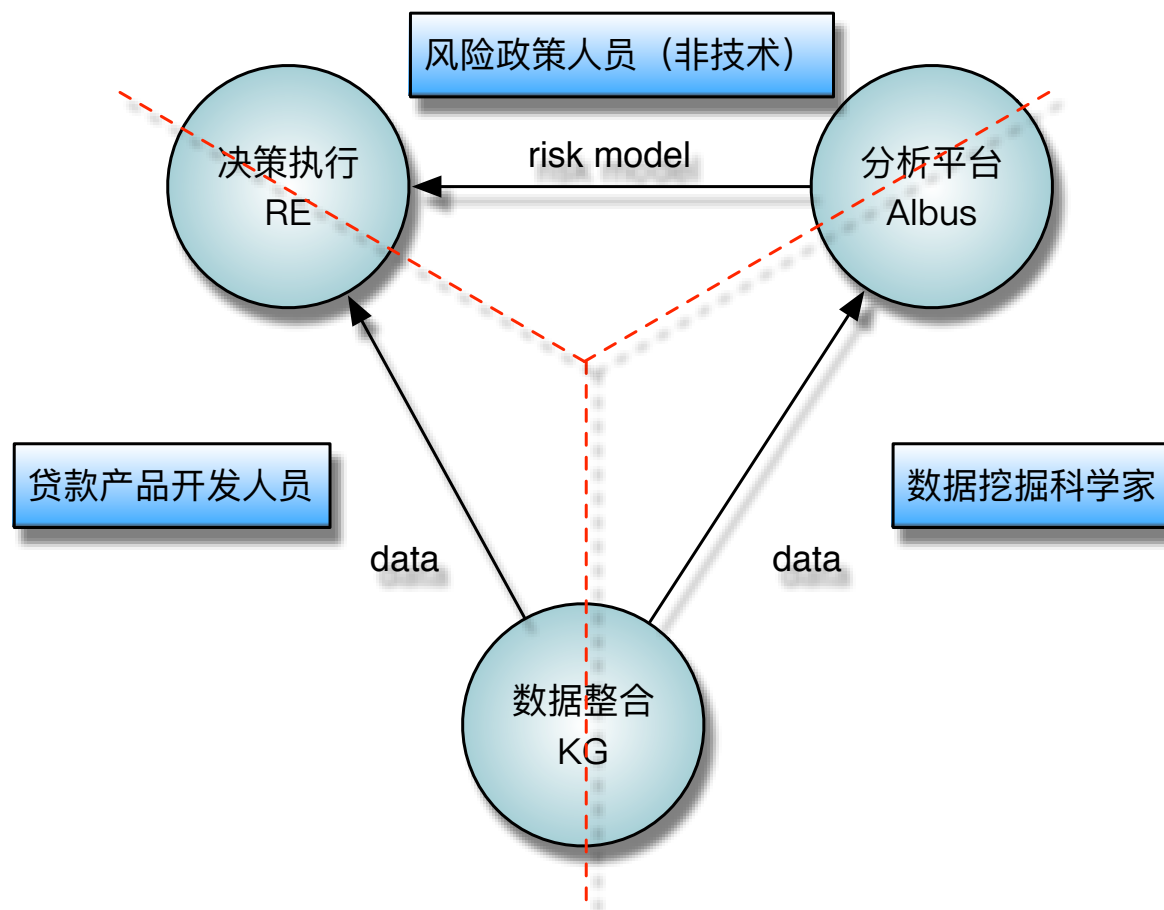 风险政策人员（非技术）
决策执行
RE
risk model
分析平台
Albus
贷款产品开发人员
数据挖掘科学家
data
data
数据整合
KG